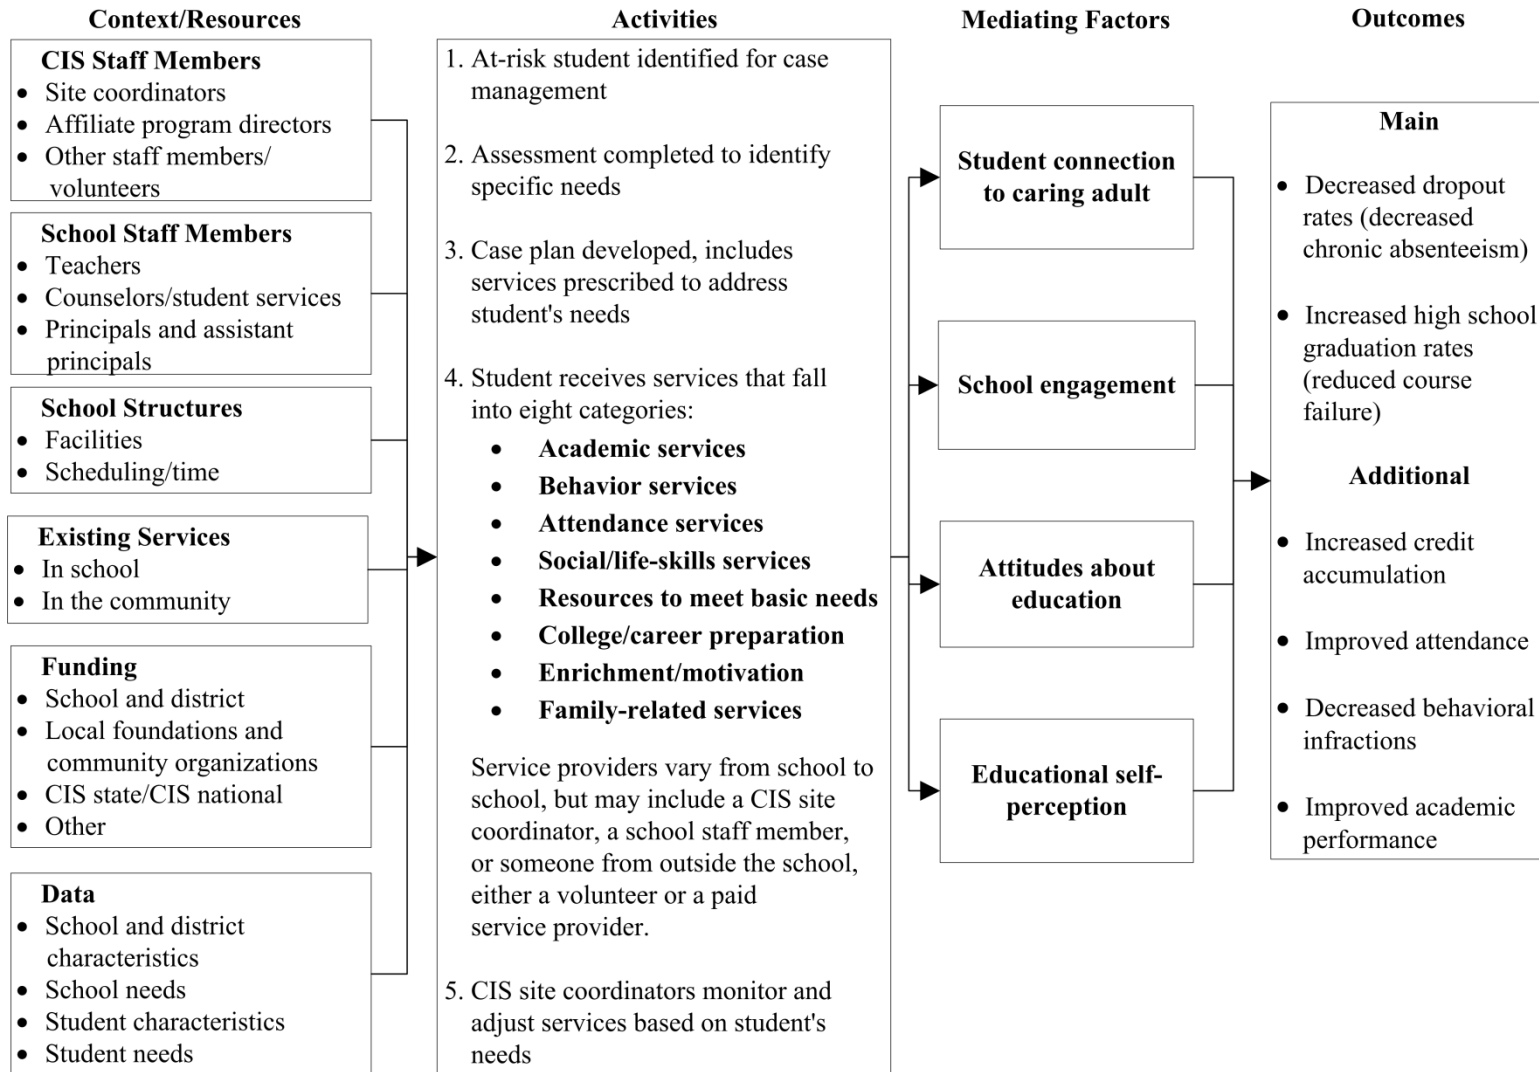 Context/Resources
CIS Staff Members
• Site coordinators
• Affiliate program directors
• Other staff members/
volunteers
School Staff Members
• Teachers
• Counselors/student services
• Principals and assistant
principals
School Structures
• Facilities
• Scheduling/time
Existing Services
• In school
• In the community
Funding
• School and district
• Local foundations and
community organizations
• CIS state/CIS national
• Other
Data
• School and district
characteristics
• School needs
• Student characteristics
• Student needs
Activities
1. At-risk student identified for case
management
2. Assessment completed to identify
specific needs
3. Case plan developed, includes
services prescribed to address
student's needs
4. Student receives services that fall
into eight categories:
• Academic services
• Behavior services
• Attendance services
• Social/life-skills services
• Resources to meet basic needs
• College/career preparation
• Enrichment/motivation
• Family-related services
Service providers vary from school to
school, but may include a CIS site
coordinator, a school staff member,
or someone from outside the school,
either a volunteer or a paid
service provider.
5. CIS site coordinators monitor and
adjust services based on student's
needs
Mediating Factors
Student connection
to caring adult
School engagement
Attitudes about
education
Educational self-
perception
Outcomes
Main
• Decreased dropout
rates (decreased
chronic absenteeism)
• Increased high school
graduation rates
(reduced course
failure)
Additional
• Increased credit
accumulation
• Improved attendance
• Decreased behavioral
infractions
• Improved academic
performance